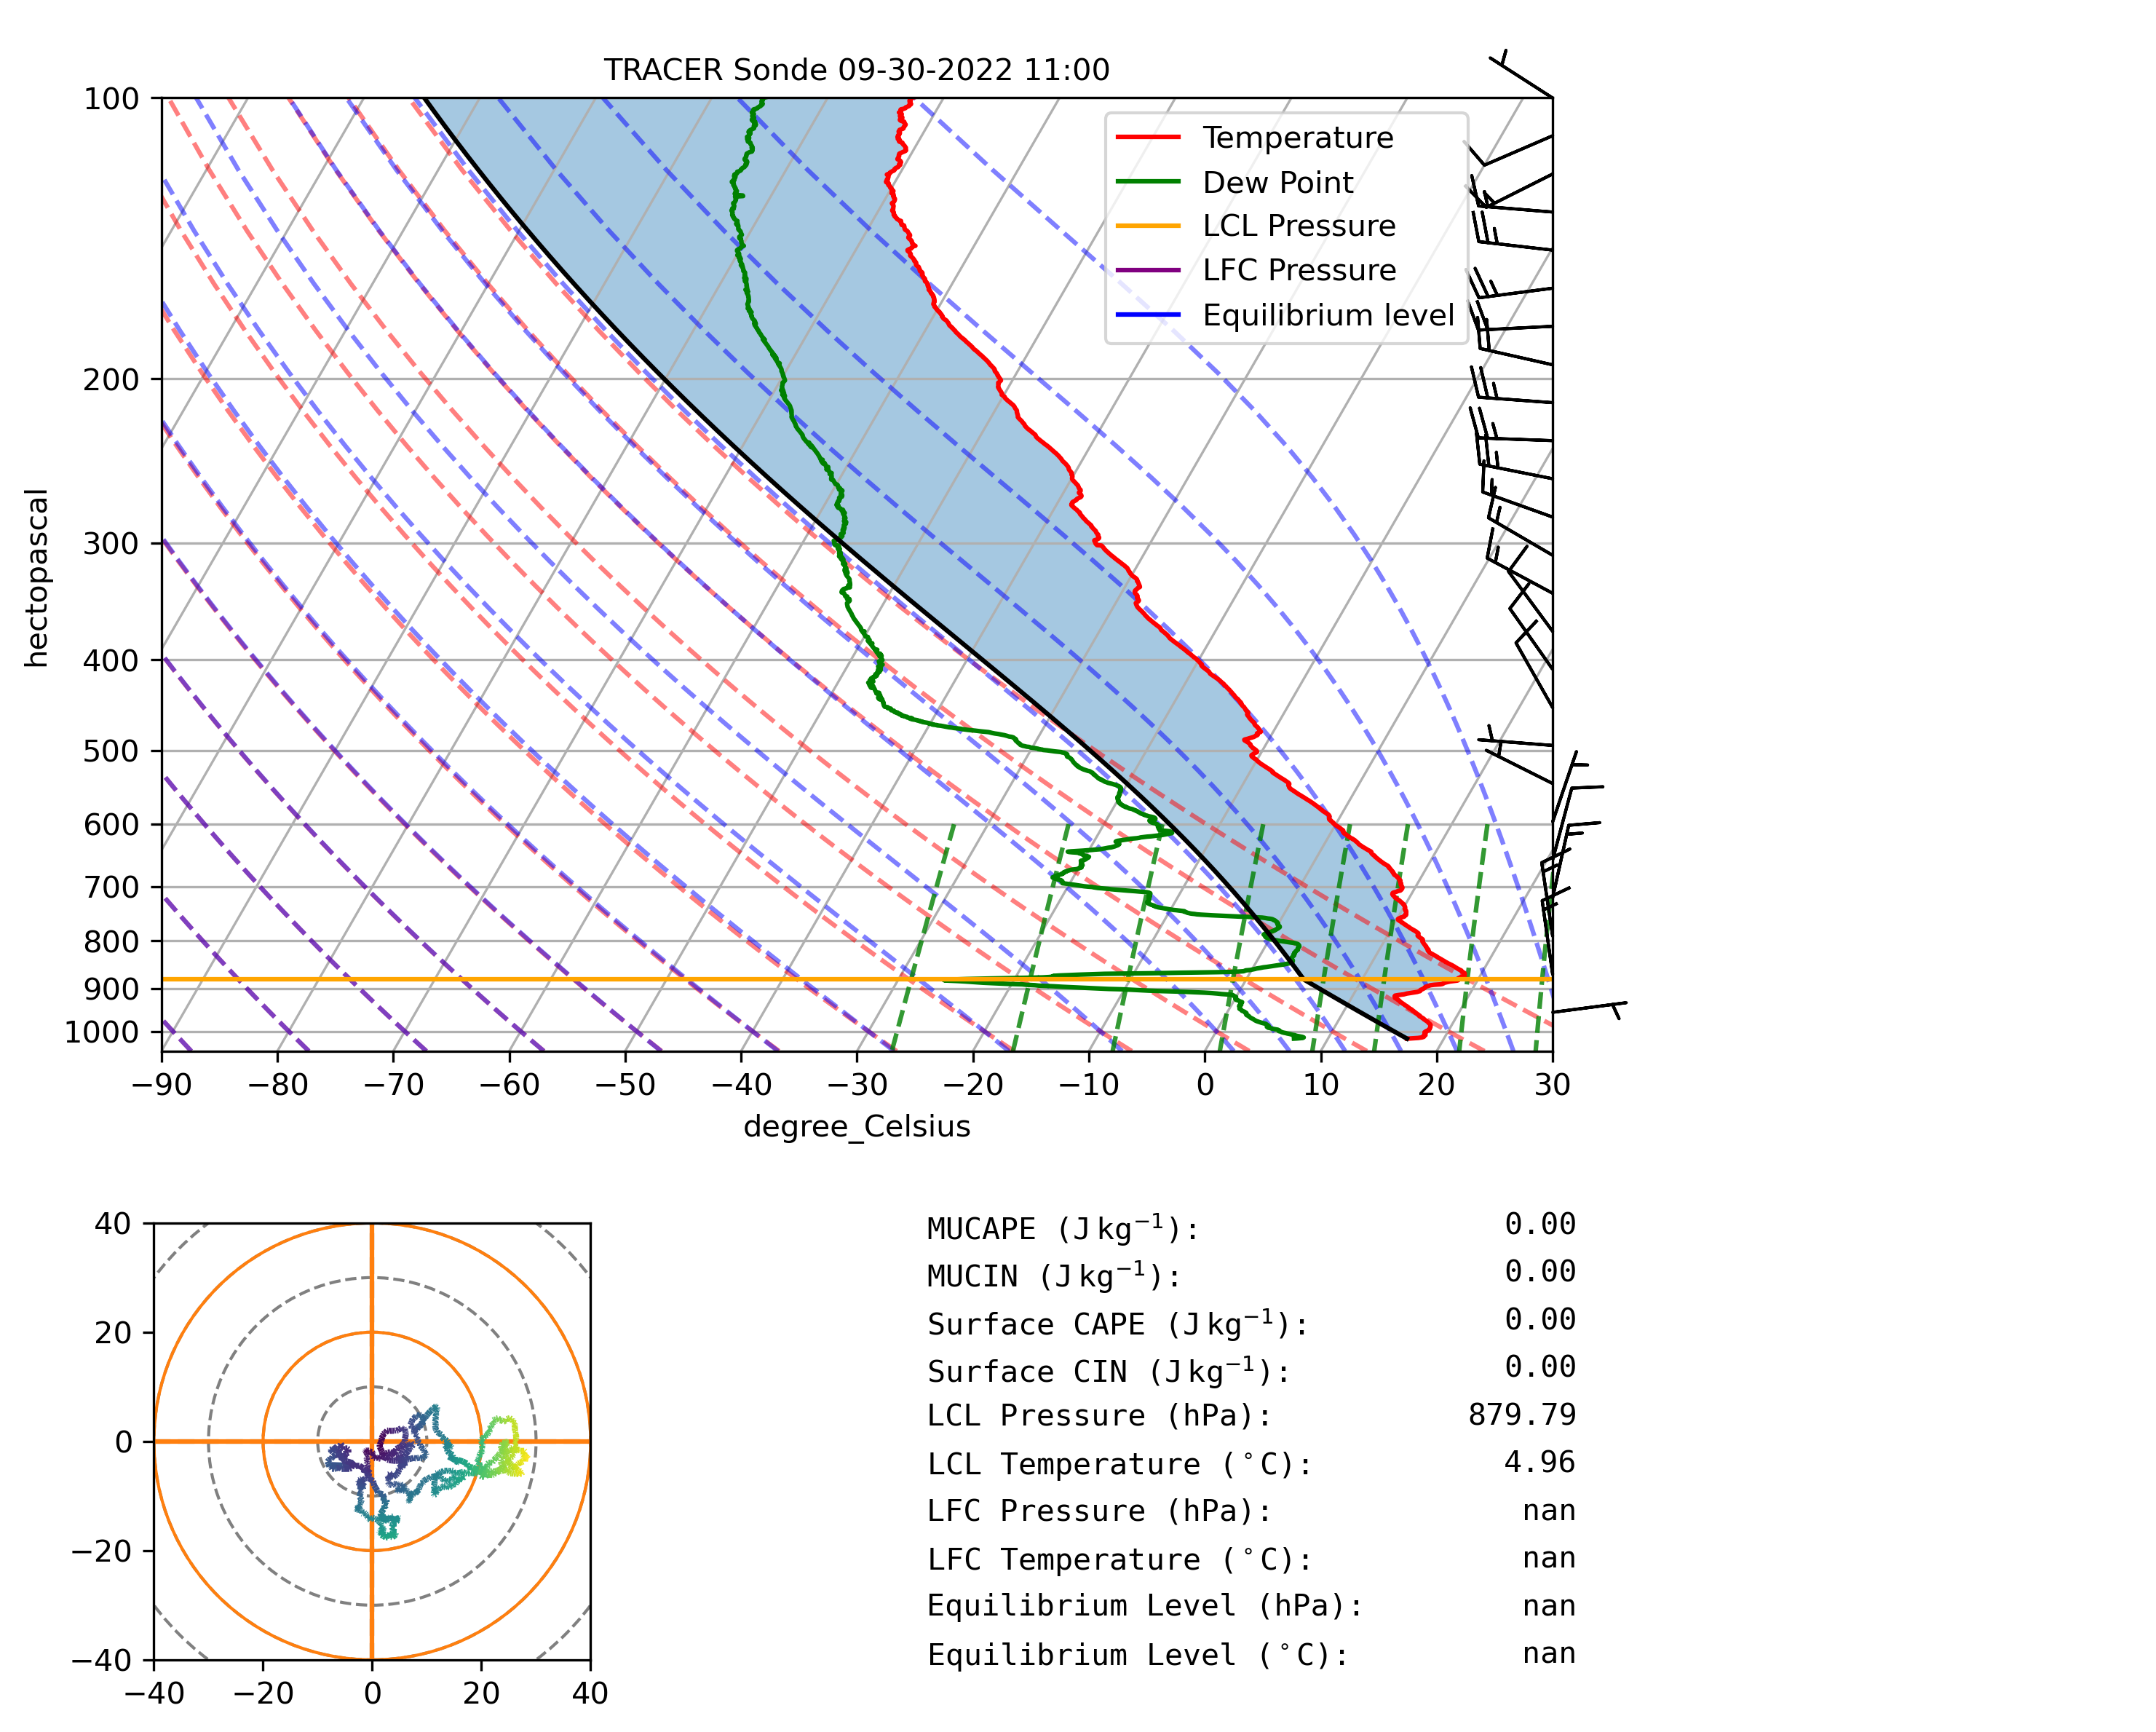 TRACER Sonde 09-30-2022 11:00
100
200
300
400
500
600
700
800
900
1000
hectopascal
Temperature
Dew Point
LCL Pressure
LFC Pressure
Equilibrium level
−90 −80 −70 −60 −50 −40 −30 −20 −10 0 10 20 30
degree_Celsius
40
20
0
−20
−40
−40 −20 0 20 40
MUCAPE (J kg⁻¹): 0.00
MUCIN (J kg⁻¹): 0.00
Surface CAPE (J kg⁻¹): 0.00
Surface CIN (J kg⁻¹): 0.00
LCL Pressure (hPa): 879.79
LCL Temperature (°C): 4.96
LFC Pressure (hPa): nan
LFC Temperature (°C): nan
Equilibrium Level (hPa): nan
Equilibrium Level (°C): nan